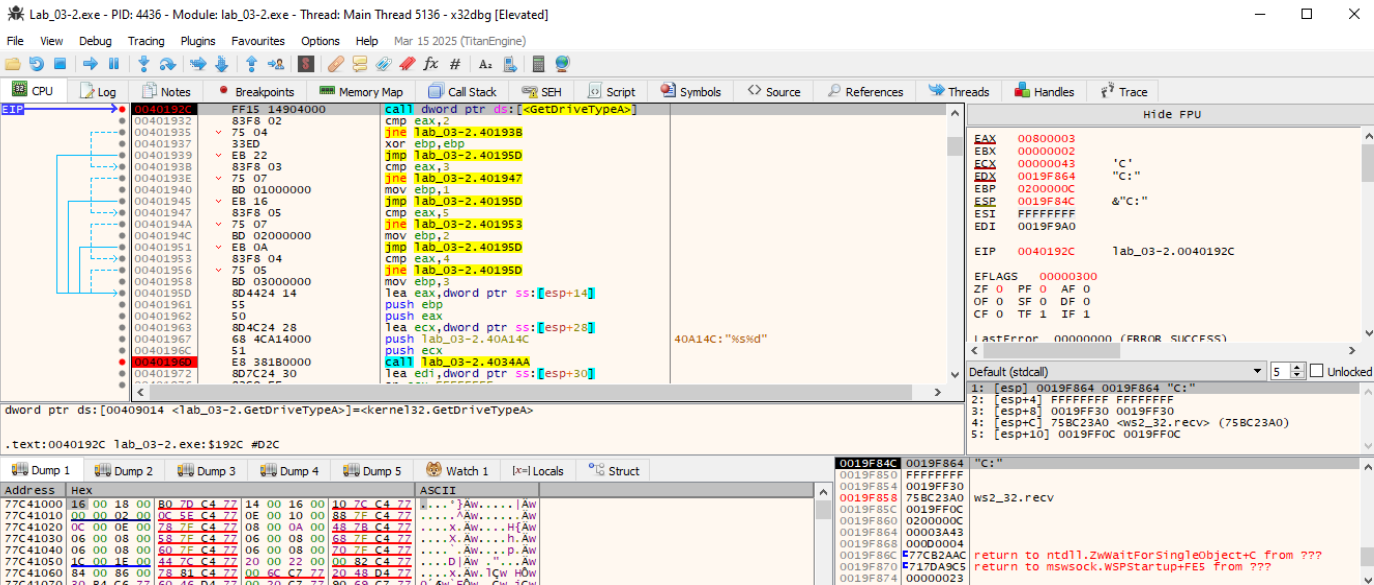 Lab_03-2.exe - PID: 4436 - Module: lab_03-2.exe - Thread: Main Thread 5136 - x32dbg [Elevated]
File View Debug Tracing Plugins Favourites Options Help Mar 15 2025 (TitanEngine)
CPU Log Notes Breakpoints Memory Map Call Stack SEH Script Symbols Source References Threads Handles Trace
EIP
0040192C FF15 14904000 call dword ptr ds:[<GetDriveTypeA>]
00401932 83F8 02 cmp eax,2
00401935 75 04 jne lab_03-2.40193B
00401937 33ED xor ebp,ebp
00401939 EB 22 jmp lab_03-2.40195D
0040193B 83F8 03 cmp eax,3
0040193E 75 07 jne lab_03-2.401947
00401940 BD 01000000 mov ebp,1
00401945 EB 16 jmp lab_03-2.40195D
00401947 83F8 05 cmp eax,5
0040194A 75 07 jne lab_03-2.401953
0040194C BD 02000000 mov ebp,2
00401951 EB 0A jmp lab_03-2.40195D
00401953 83F8 04 cmp eax,4
00401956 75 05 jne lab_03-2.40195D
00401958 BD 03000000 mov ebp,3
0040195D 8D4424 14 lea eax,dword ptr ss:[esp+14]
00401961 55 push ebp
00401962 50 push eax
00401963 8D4C24 28 lea ecx,dword ptr ss:[esp+28]
00401967 68 4CA14000 push lab_03-2.40A14C 40A14C:"%s%d"
0040196C 51 push ecx
0040196D E8 381B0000 call lab_03-2.4034AA
00401972 8D7C24 30 lea edi,dword ptr ss:[esp+30]
Hide FPU
EAX 00800003
EBX 00000002
ECX 00000043 'C'
EDX 0019F864 "C:"
EBP 0200000C
ESP 0019F84C &"C:"
ESI FFFFFFFF
EDI 0019F9A0
EIP 0040192C lab_03-2.0040192C
EFLAGS 00000300
ZF 0 PF 0 AF 0
OF 0 SF 0 DF 0
CF 0 TF 1 IF 1
LastError 00000000 (ERROR_SUCCESS)
Default (stdcall) 5 Unlocked
1: [esp] 0019F864 0019F864 "C:"
2: [esp+4] FFFFFFFF FFFFFFFF
3: [esp+8] 0019FF30 0019FF30
4: [esp+C] 75BC23A0 <ws2_32.recv> (75BC23A0)
5: [esp+10] 0019FF0C 0019FF0C
dword ptr ds:[00409014 <lab_03-2.GetDriveTypeA>]=<kernel32.GetDriveTypeA>
.text:0040192C lab_03-2.exe:$192C #D2C
Dump 1 Dump 2 Dump 3 Dump 4 Dump 5 Watch 1 [x=] Locals Struct
Address Hex ASCII
77C41000 16 00 18 00 B0 7D C4 77 14 00 16 00 10 7C C4 77 ....°}Äw.....|Äw
77C41010 00 00 02 00 0C 5E C4 77 0E 00 10 00 88 7F C4 77 .....^Äw......Äw
77C41020 0C 00 0E 00 78 7F C4 77 08 00 0A 00 48 7B C4 77 ....x.Äw....H{Äw
77C41030 06 00 08 00 58 7F C4 77 06 00 08 00 68 7F C4 77 ....X.Äw....h.Äw
77C41040 06 00 08 00 60 7F C4 77 06 00 08 00 70 7F C4 77 ....`.Äw....p.Äw
77C41050 1C 00 1E 00 44 7C C4 77 20 00 22 00 00 82 C4 77 ....D|Äw ."...Äw
77C41060 84 00 86 00 78 81 C4 77 00 6C C7 77 20 48 D4 77 ....x.Äw.lÇw HÔw
0019F84C 0019F864 "C:"
0019F850 FFFFFFFF
0019F854 0019FF30
0019F858 75BC23A0 ws2_32.recv
0019F85C 0019FF0C
0019F860 0200000C
0019F864 00003A43
0019F868 000D0004
0019F86C 77CB2AAC return to ntdll.ZwWaitForSingleObject+C from ???
0019F870 717DA9C5 return to mswsock.WSPStartup+FE5 from ???
0019F874 00000023